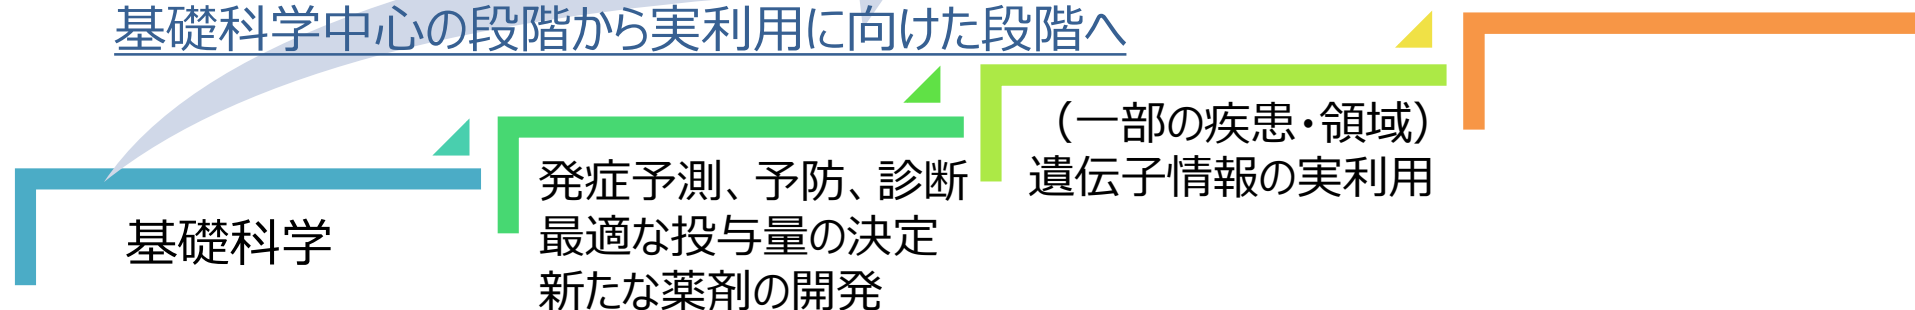 基礎科学中心の段階から実利用に向けた段階へ
基礎科学
発症予測、予防、診断
最適な投与量の決定
新たな薬剤の開発
（一部の疾患・領域）
遺伝子情報の実利用